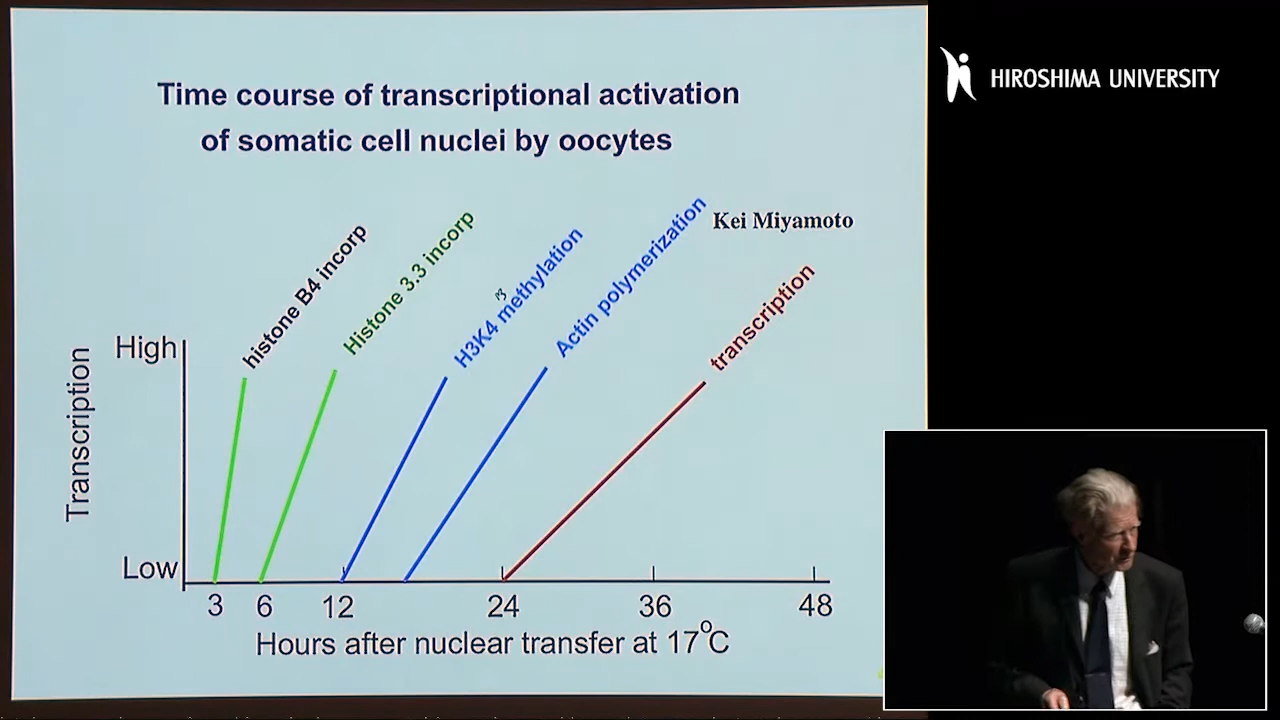 Time course of transcriptional activation
of somatic cell nuclei by oocytes
Kei Miyamoto
histone B4 incorp
Histone 3.3 incorp
H3K4 methylation
Actin polymerization
transcription
Transcription
High
Low
3 6 12 24 36 48
Hours after nuclear transfer at 17°C
HIROSHIMA UNIVERSITY